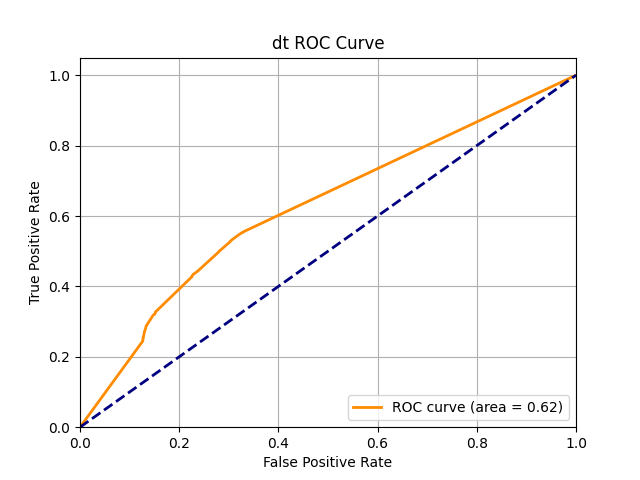 dt ROC Curve
True Positive Rate
1.0
0.8
0.6
0.4
0.2
0.0
0.0 0.2 0.4 0.6 0.8 1.0
False Positive Rate
ROC curve (area = 0.62)